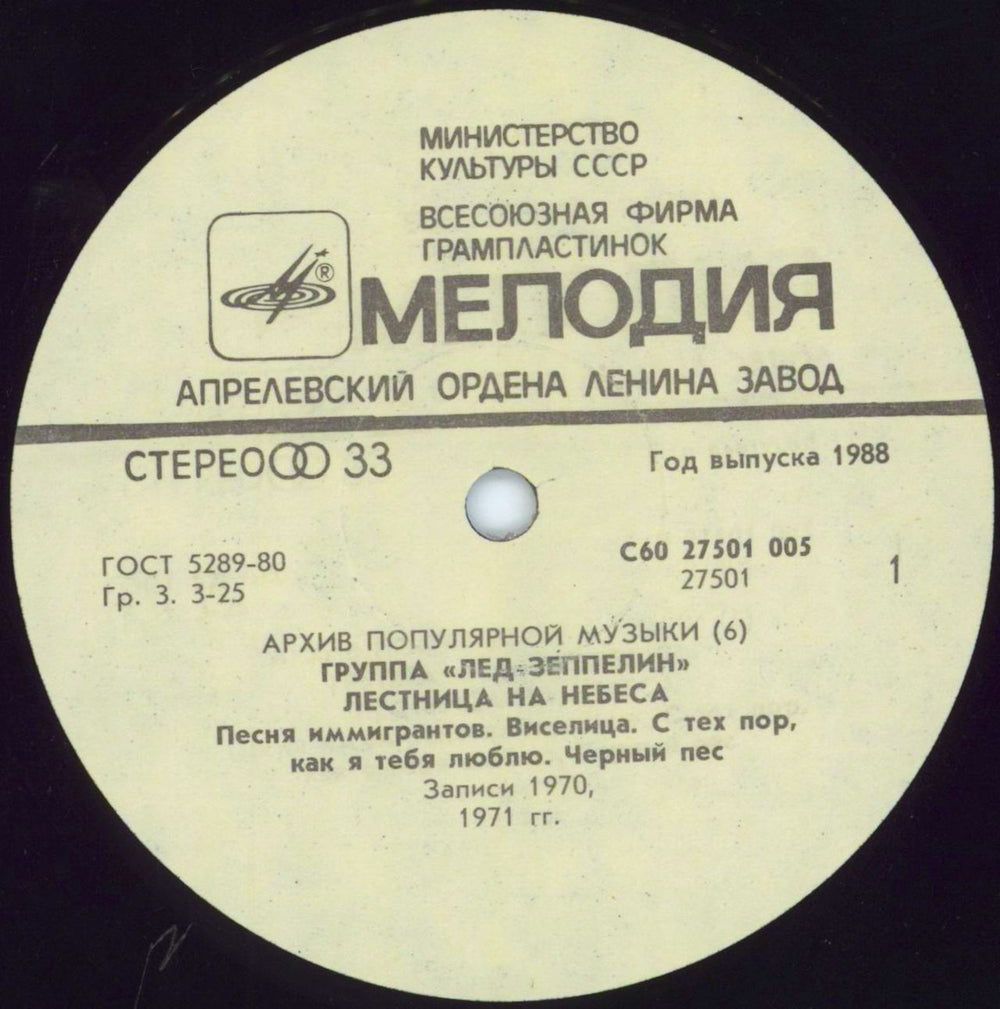 МИНИСТЕРСТВО
КУЛЬТУРЫ СССР
ВСЕСОЮЗНАЯ ФИРМА
ГРАМПЛАСТИНОК
®
МЕЛОДИЯ
АПРЕЛЕВСКИЙ ОРДЕНА ЛЕНИНА ЗАВОД
СТЕРЕО 33
Год выпуска 1988
ГОСТ 5289-80
Гр. 3. 3-25
С60 27501 005
27501
1
АРХИВ ПОПУЛЯРНОЙ МУЗЫКИ (6)
ГРУППА «ЛЕД-ЗЕППЕЛИН»
ЛЕСТНИЦА НА НЕБЕСА
Песня иммигрантов. Виселица. С тех пор,
как я тебя люблю. Черный пес
Записи 1970,
1971 гг.